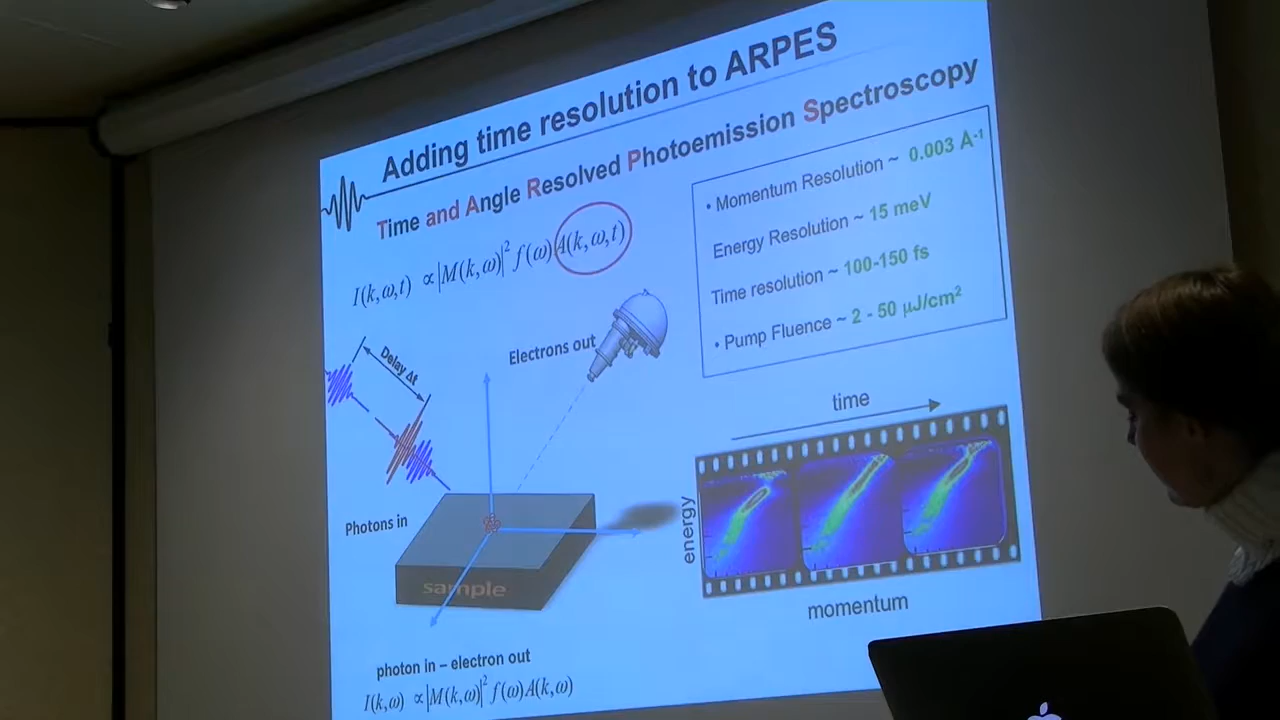 Adding time resolution to ARPES
Time and Angle Resolved Photoemission Spectroscopy
I(k,ω,t) ∝|M(k,ω)|² f(ω)A(k,ω,t)
• Momentum Resolution ~ 0.003 A⁻¹
Energy Resolution ~ 15 meV
Time resolution ~ 100-150 fs
• Pump Fluence ~ 2 - 50 μJ/cm²
Delay Δt
Electrons out
Photons in
sample
time
energy
momentum
photon in – electron out
I(k,ω) ∝|M(k,ω)|² f(ω)A(k,ω)